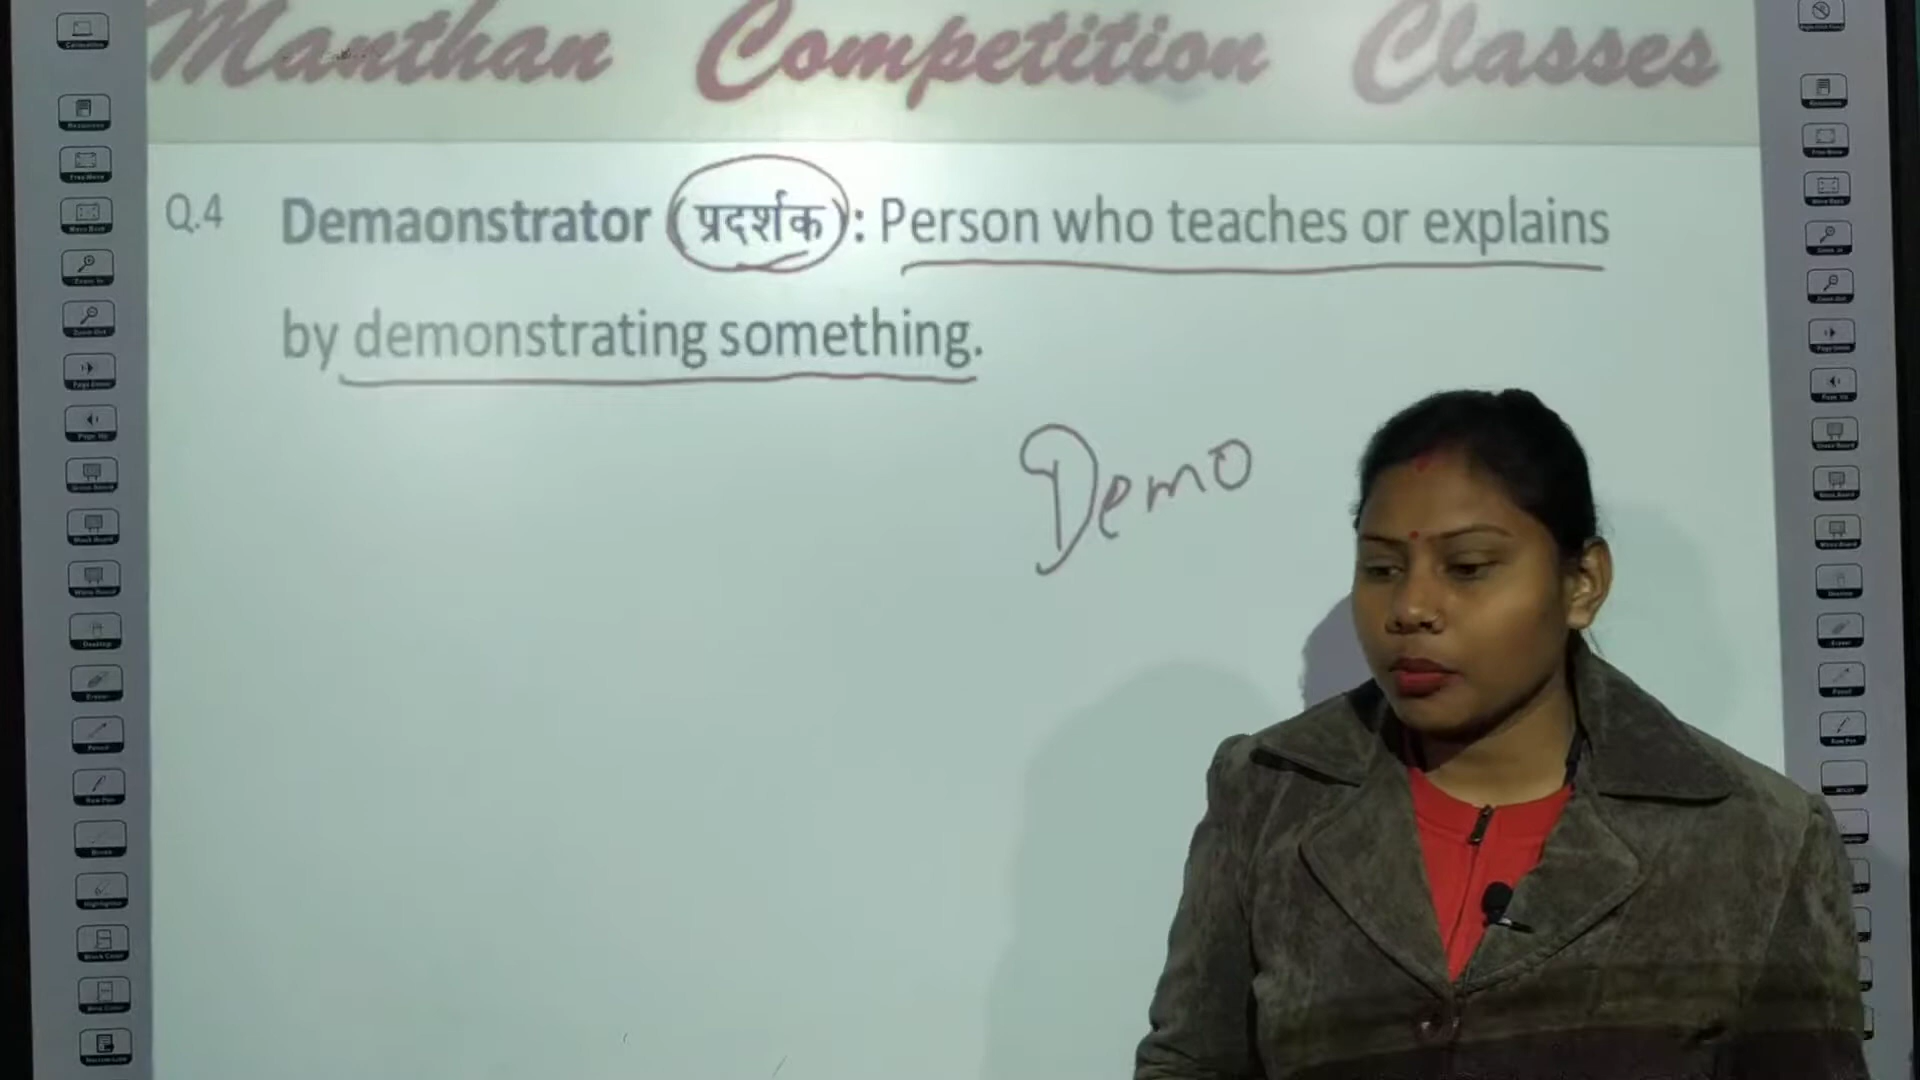 Manthan Competition Classes
Q.4 Demaonstrator (प्रदर्शक): Person who teaches or explains
by demonstrating something.
Demo